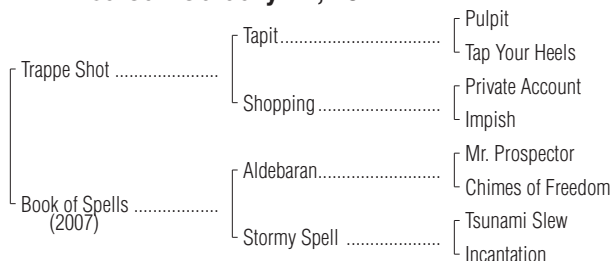 Pulpit
Tapit........................................
Tap Your Heels
Trappe Shot .........................
Private Account
Shopping..............................
Impish
Mr. Prospector
Aldebaran..............................
Chimes of Freedom
Book of Spells ....................
(2007)
Tsunami Slew
Stormy Spell .......................
Incantation